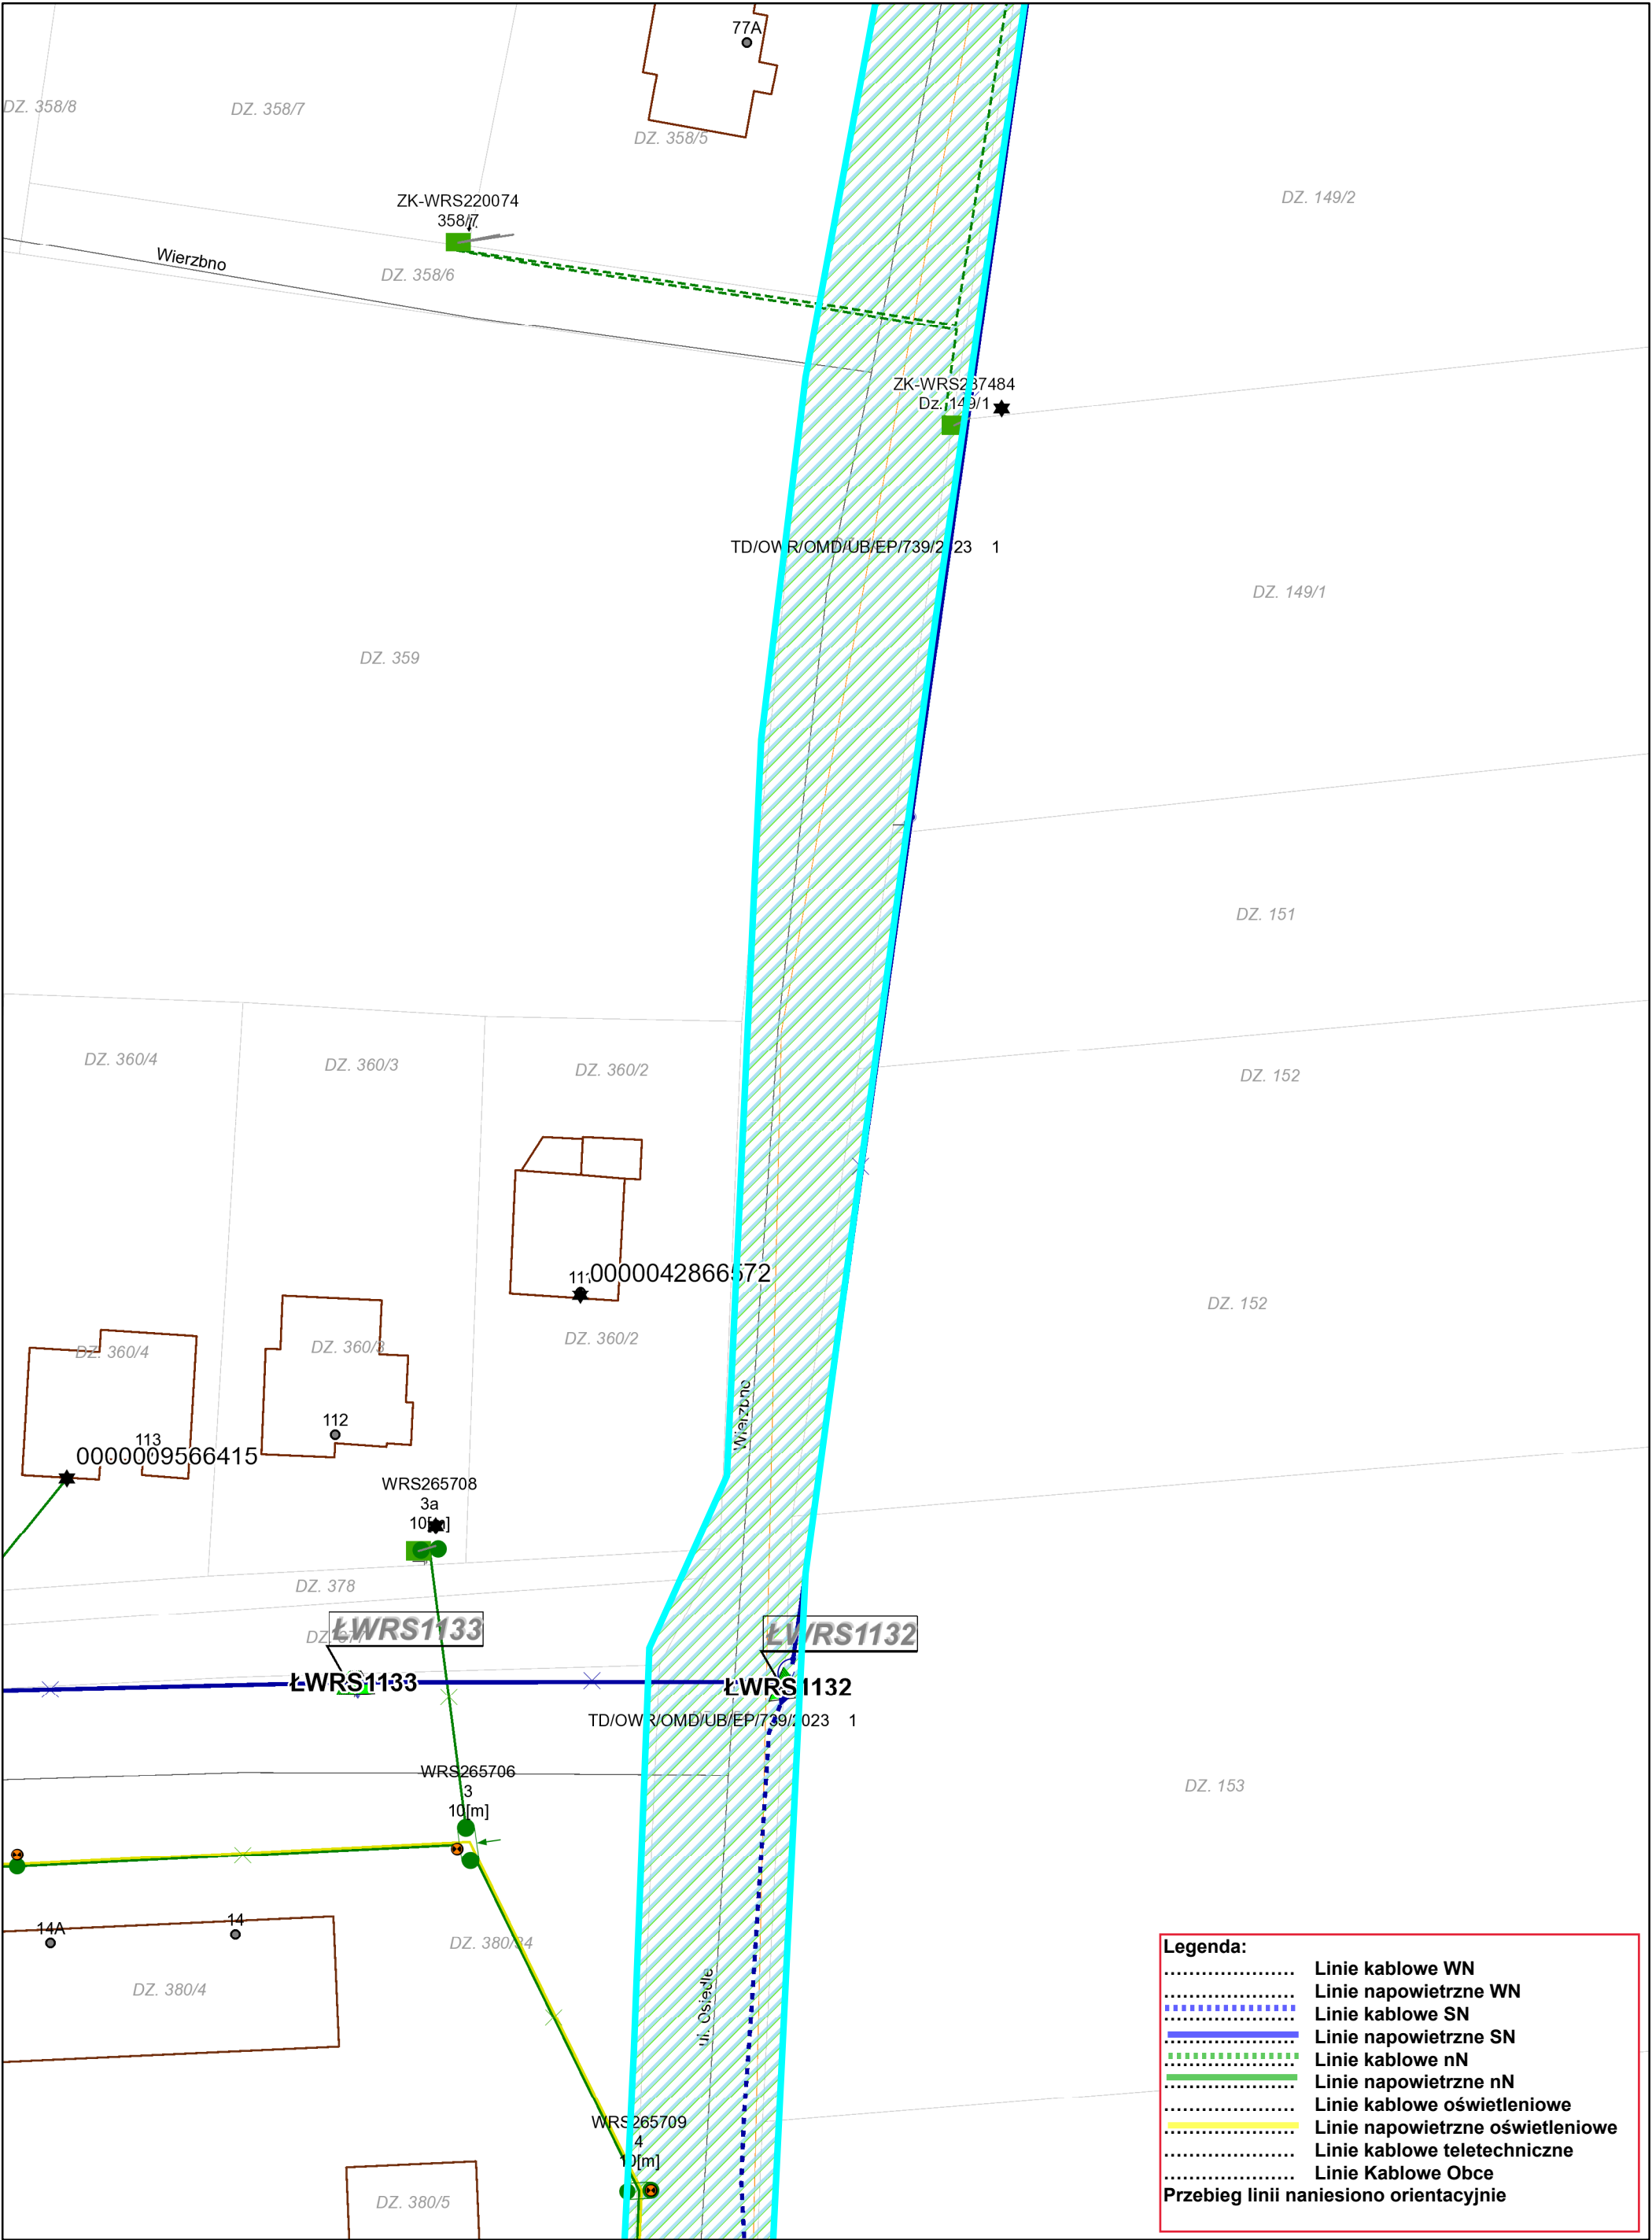 77A
DZ. 358/8
DZ. 358/7
DZ. 358/5
DZ. 149/2
ZK-WRS220074
358/7
Wierzbno
DZ. 358/6
ZK-WRS237484
Dz. 149/1
TD/OWR/OMD/UB/EP/739/2023 1
DZ. 149/1
DZ. 359
DZ. 151
DZ. 360/4
DZ. 360/3
DZ. 360/2
DZ. 152
111
0000042866572
DZ. 152
DZ. 360/4
DZ. 360/3
DZ. 360/2
Wierzbno
112
113
0000009566415
WRS265708
3a
10[m]
DZ. 378
DZ. 377
ŁWRS1133
ŁWRS1132
ŁWRS1133
ŁWRS1132
TD/OWR/OMD/UB/EP/739/2023 1
WRS265706
3
10[m]
DZ. 153
14A
14
DZ. 380/34
DZ. 380/4
ul. Osiedle
WRS265709
4
10[m]
DZ. 380/5
Legenda:
..................... Linie kablowe WN
..................... Linie napowietrzne WN
..................... Linie kablowe SN
..................... Linie napowietrzne SN
..................... Linie kablowe nN
..................... Linie napowietrzne nN
..................... Linie kablowe oświetleniowe
..................... Linie napowietrzne oświetleniowe
..................... Linie kablowe teletechniczne
..................... Linie Kablowe Obce
Przebieg linii naniesiono orientacyjnie